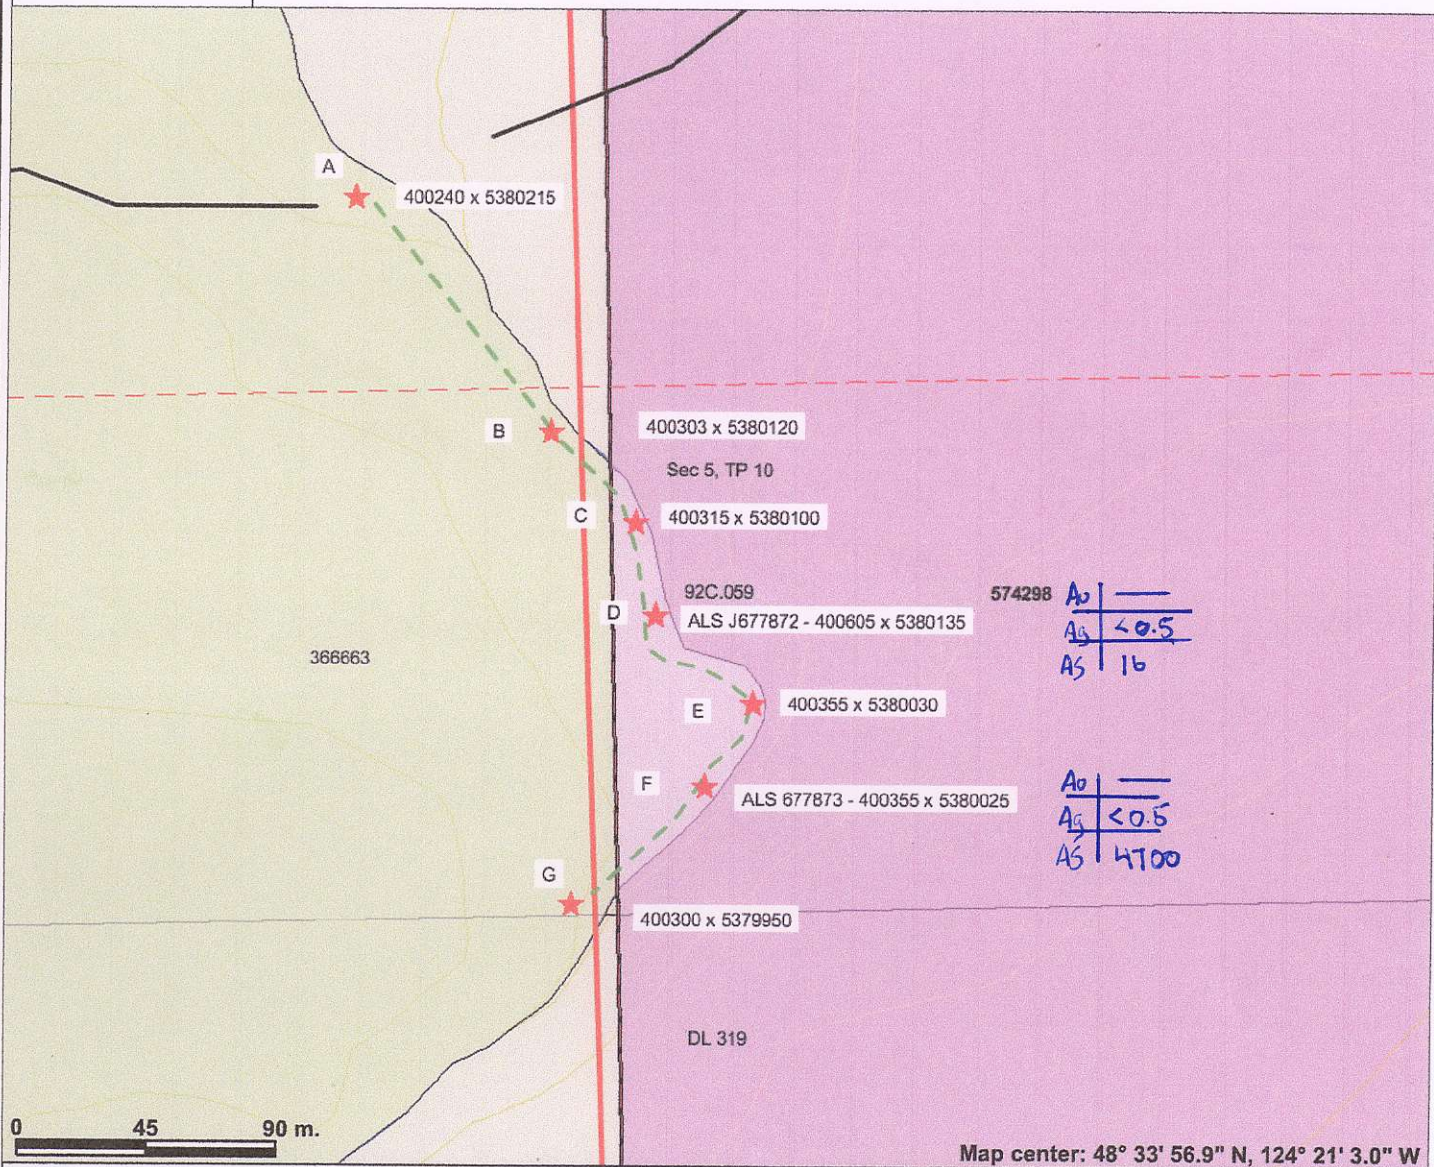 A
400240 x 5380215
B
400303 x 5380120
Sec 5, TP 10
C
400315 x 5380100
92C.059
574298
D
ALS J677872 - 400605 x 5380135
Au —
Ag <0.5
AS 16
366663
E
400355 x 5380030
F
ALS 677873 - 400355 x 5380025
Au —
Ag <0.5
AS 4700
G
400300 x 5379950
DL 319
0 45 90 m.
Map center: 48° 33' 56.9" N, 124° 21' 3.0" W